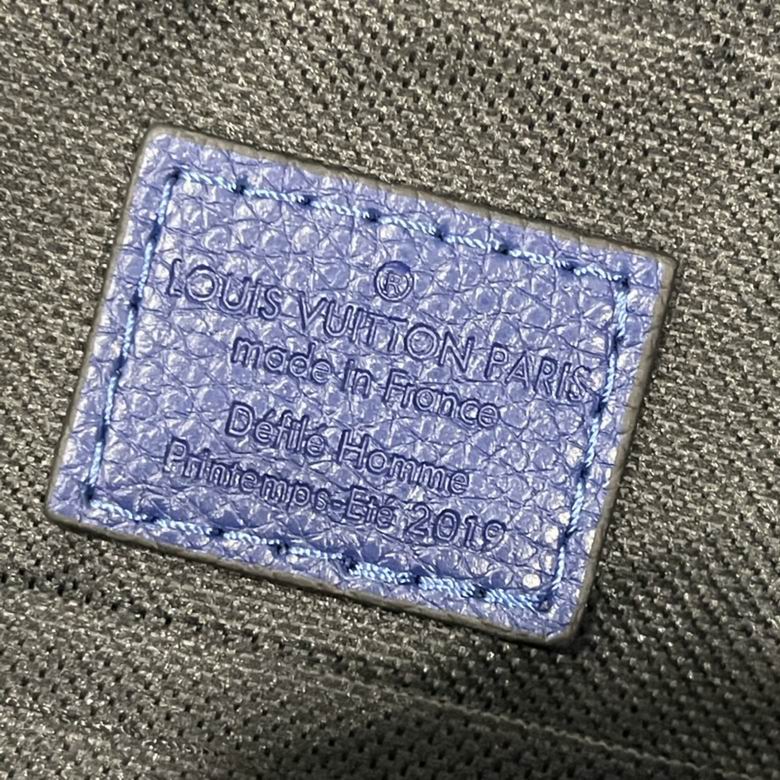 ®
LOUIS VUITTON PARIS
made in France
Défilé Homme
Printemps-Eté 2019